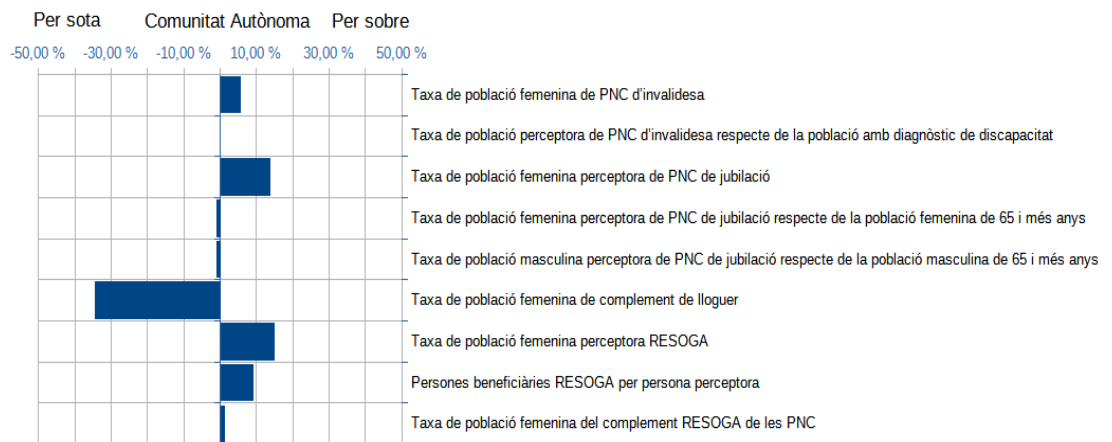 Per sota Comunitat Autònoma Per sobre
-50,00 % -30,00 % -10,00 % 10,00 % 30,00 % 50,00 %
Taxa de població femenina de PNC d'invalidesa
Taxa de població perceptora de PNC d'invalidesa respecte de la població amb diagnòstic de discapacitat
Taxa de població femenina perceptora de PNC de jubilació
Taxa de població femenina perceptora de PNC de jubilació respecte de la població femenina de 65 i més anys
Taxa de població masculina perceptora de PNC de jubilació respecte de la població masculina de 65 i més anys
Taxa de població femenina de complement de lloguer
Taxa de població femenina perceptora RESOGA
Persones beneficiàries RESOGA per persona perceptora
Taxa de població femenina del complement RESOGA de les PNC